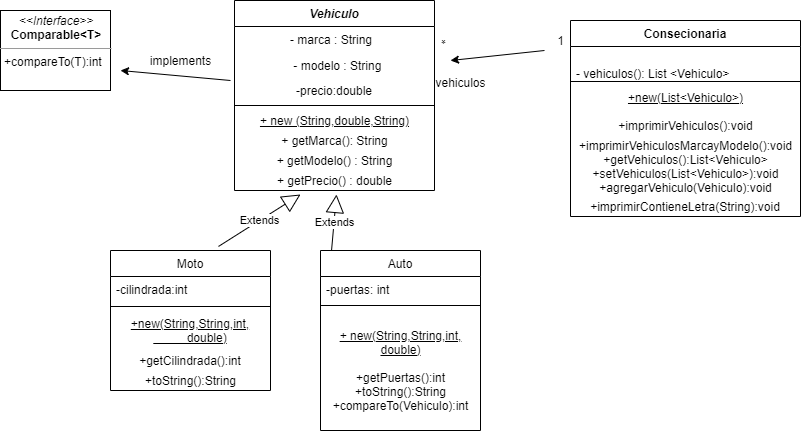 <<Interface>>
Comparable<T>
+compareTo(T):int
implements
Vehiculo
- marca : String
- modelo : String
-precio:double
+ new (String,double,String)
+ getMarca(): String
+ getModelo() : String
+ getPrecio() : double
*
vehiculos
1
Consecionaria
- vehiculos(): List <Vehiculo>
+new(List<Vehiculo>)
+imprimirVehiculos():void
+imprimirVehiculosMarcayModelo():void
+getVehiculos():List<Vehiculo>
+setVehiculos(List<Vehiculo>):void
+agregarVehiculo(Vehiculo):void
+imprimirContieneLetra(String):void
Extends
Extends
Moto
-cilindrada:int
+new(String,String,int,
double)
+getCilindrada():int
+toString():String
Auto
-puertas: int
+ new(String,String,int,
double)
+getPuertas():int
+toString():String
+compareTo(Vehiculo):int